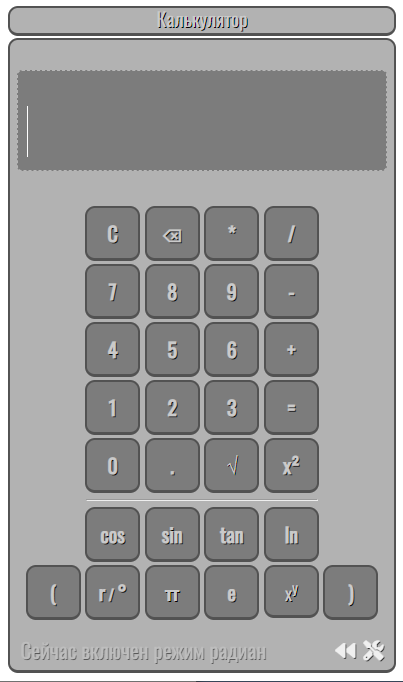 Калькулятор
C * /
7 8 9 -
4 5 6 +
1 2 3 =
0 . √ x²
cos sin tan ln
( r/° π e xʸ )
Сейчас включен режим радиан